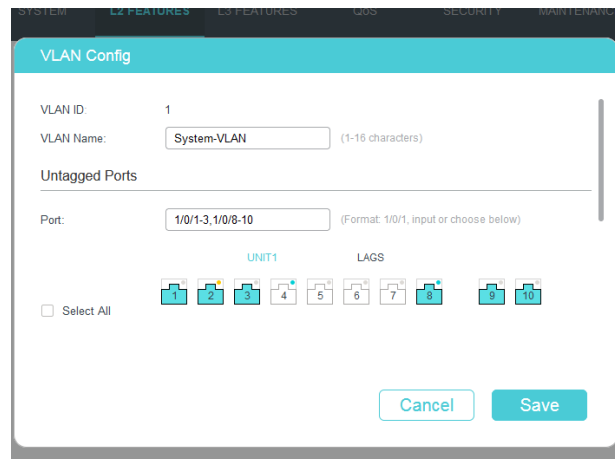 SYSTEM L2 FEATURES L3 FEATURES QoS SECURITY MAINTENANC
VLAN Config
VLAN ID: 1
VLAN Name: System-VLAN (1-16 characters)
Untagged Ports
Port: 1/0/1-3,1/0/8-10 (Format: 1/0/1, input or choose below)
UNIT1 LAGS
1 2 3 4 5 6 7 8 9 10
Select All
Cancel Save